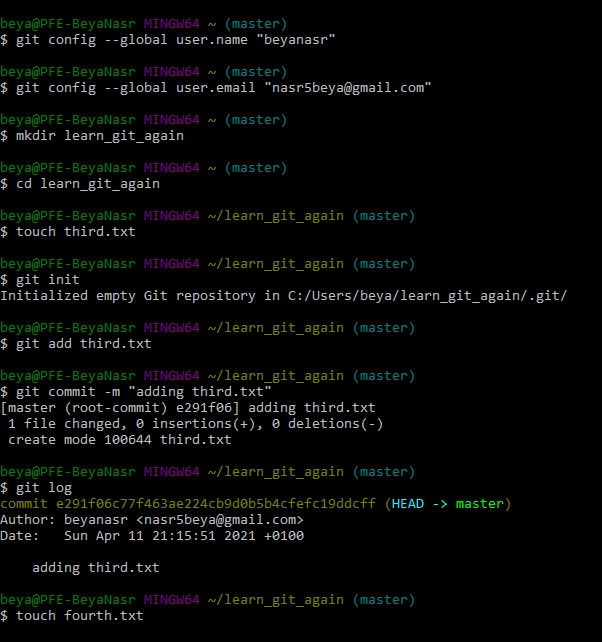 beya@PFE-BeyaNasr MINGW64 ~ (master)
$ git config --global user.name "beyanasr"
beya@PFE-BeyaNasr MINGW64 ~ (master)
$ git config --global user.email "nasr5beya@gmail.com"
beya@PFE-BeyaNasr MINGW64 ~ (master)
$ mkdir learn_git_again
beya@PFE-BeyaNasr MINGW64 ~ (master)
$ cd learn_git_again
beya@PFE-BeyaNasr MINGW64 ~/learn_git_again (master)
$ touch third.txt
beya@PFE-BeyaNasr MINGW64 ~/learn_git_again (master)
$ git init
Initialized empty Git repository in C:/Users/beya/learn_git_again/.git/
beya@PFE-BeyaNasr MINGW64 ~/learn_git_again (master)
$ git add third.txt
beya@PFE-BeyaNasr MINGW64 ~/learn_git_again (master)
$ git commit -m "adding third.txt"
[master (root-commit) e291f06] adding third.txt
 1 file changed, 0 insertions(+), 0 deletions(-)
 create mode 100644 third.txt
beya@PFE-BeyaNasr MINGW64 ~/learn_git_again (master)
$ git log
commit e291f06c77f463ae224cb9d0b5b4cfefc19ddcff (HEAD -> master)
Author: beyanasr <nasr5beya@gmail.com>
Date:   Sun Apr 11 21:15:51 2021 +0100
    adding third.txt
beya@PFE-BeyaNasr MINGW64 ~/learn_git_again (master)
$ touch fourth.txt